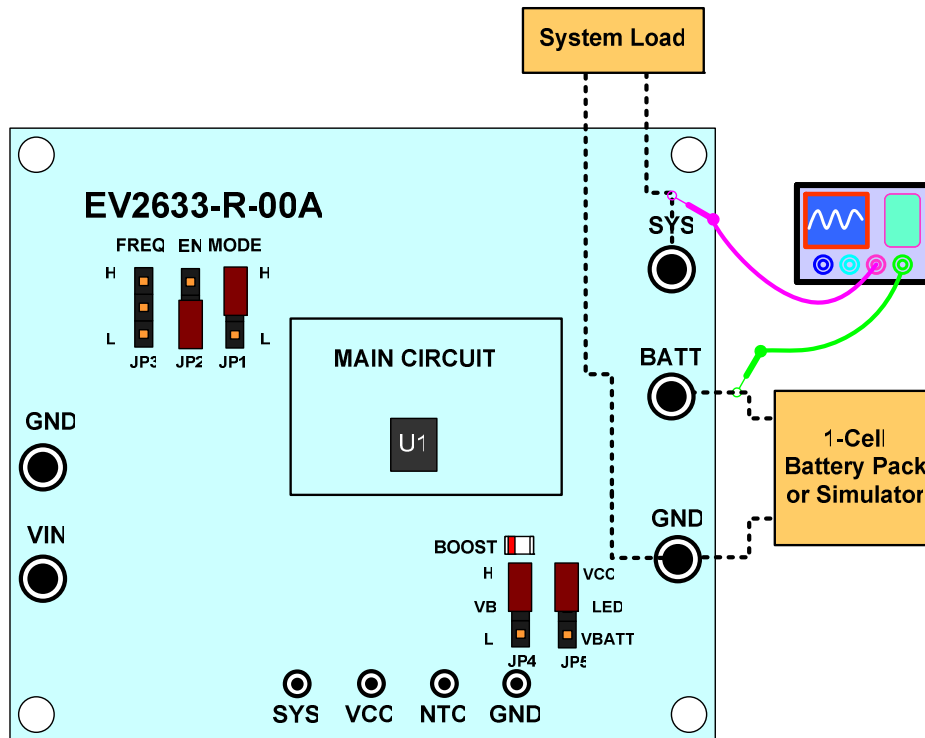 System Load
EV2633-R-00A
FREQ EN MODE
SYS
H H
L L
JP3 JP2 JP1
MAIN CIRCUIT
BATT
U1
GND
1-Cell
Battery Pack
or Simulator
GND
VIN
BOOST
H VCC
VB LED
L VBATT
JP4 JP5
SYS VCC NTC GND